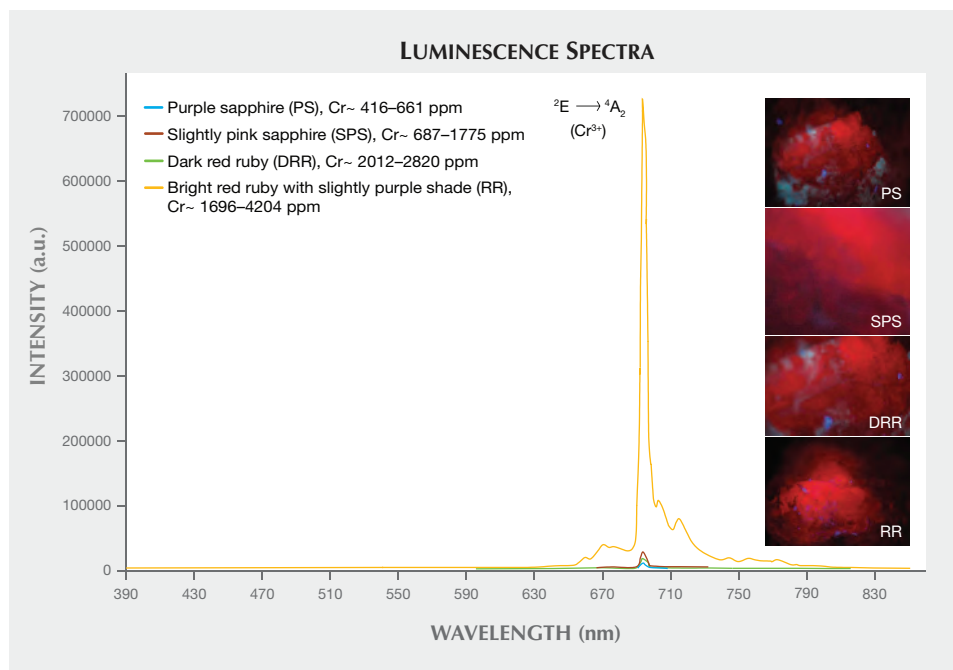 LUMINESCENCE SPECTRA
Purple sapphire (PS), Cr~ 416–661 ppm
Slightly pink sapphire (SPS), Cr~ 687–1775 ppm
Dark red ruby (DRR), Cr~ 2012–2820 ppm
Bright red ruby with slightly purple shade (RR),
Cr~ 1696–4204 ppm
²E ⟶ ⁴A₂
(Cr³⁺)
PS
SPS
DRR
RR
INTENSITY (a.u.)
700000
600000
500000
400000
300000
200000
100000
0
390 430 470 510 550 590 630 670 710 750 790 830
WAVELENGTH (nm)